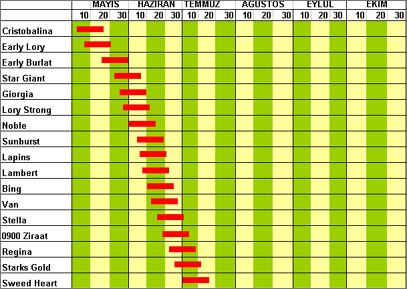 MAYIS HAZIRAN TEMMUZ AGUSTOS EYLUL EKIM
10 20 30 10 20 30 10 20 30 10 20 30 10 20 30 10 20 30
Cristobalina
Early Lory
Early Burlat
Star Giant
Giorgia
Lory Strong
Noble
Sunburst
Lapins
Lambert
Bing
Van
Stella
0900 Ziraat
Regina
Starks Gold
Sweed Heart